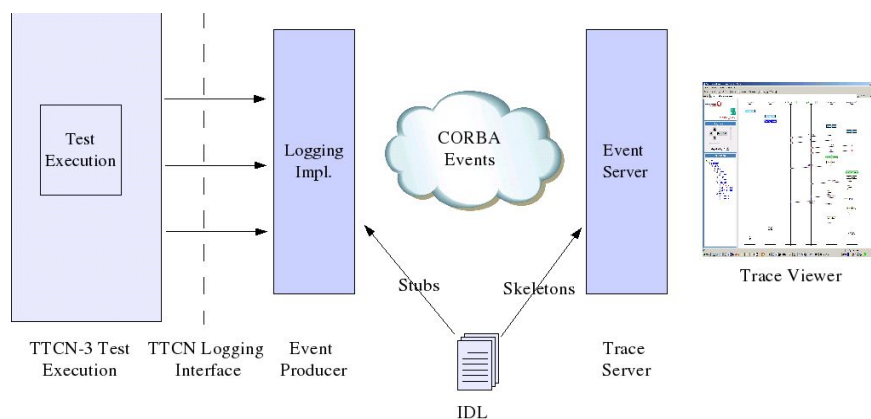 Test
Execution
Logging
Impl.
CORBA
Events
Event
Server
Trace Viewer
Stubs
Skeletons
TTCN-3 Test
Execution
TTCN Logging
Interface
Event
Producer
Trace
Server
IDL